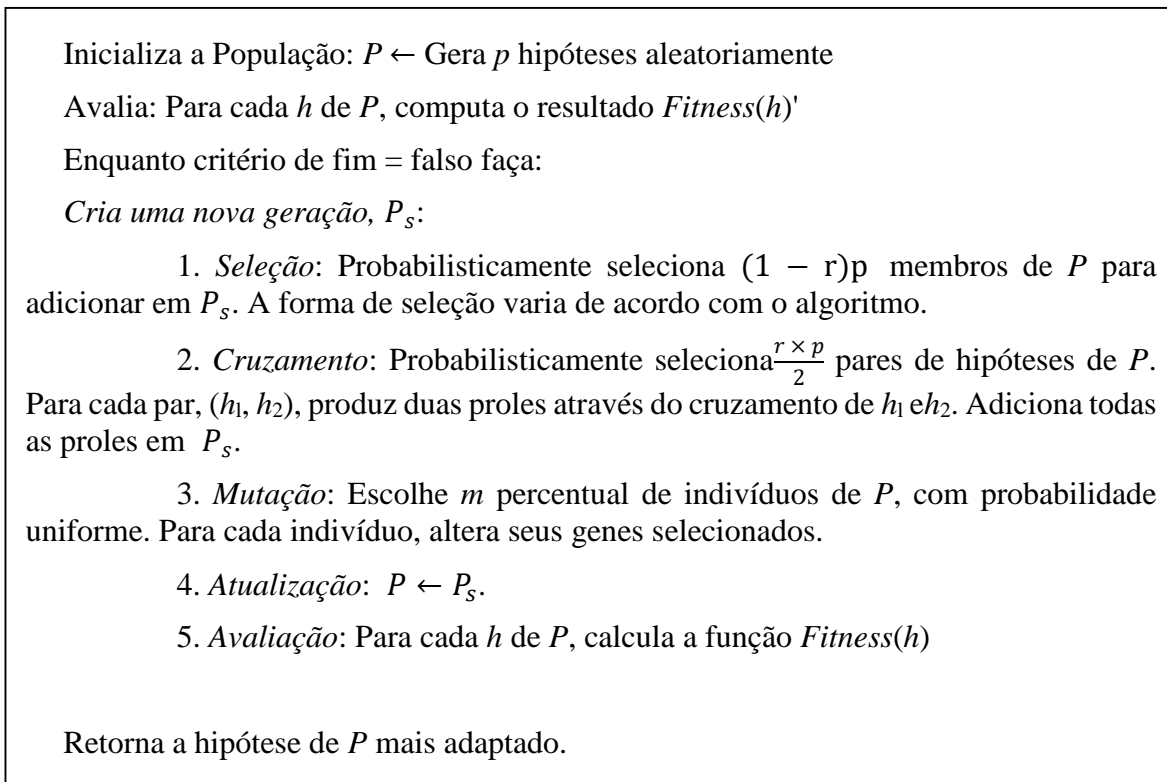 Inicializa a População: P ← Gera p hipóteses aleatoriamente
Avalia: Para cada h de P, computa o resultado Fitness(h)'
Enquanto critério de fim = falso faça:
Cria uma nova geração, Pₛ:
1. Seleção: Probabilisticamente seleciona (1 − r)p membros de P para
adicionar em Pₛ. A forma de seleção varia de acordo com o algoritmo.
2. Cruzamento: Probabilisticamente seleciona (r × p)/2 pares de hipóteses de P.
Para cada par, (h₁, h₂), produz duas proles através do cruzamento de h₁ eh₂. Adiciona todas
as proles em Pₛ.
3. Mutação: Escolhe m percentual de indivíduos de P, com probabilidade
uniforme. Para cada indivíduo, altera seus genes selecionados.
4. Atualização: P ← Pₛ.
5. Avaliação: Para cada h de P, calcula a função Fitness(h)
Retorna a hipótese de P mais adaptado.